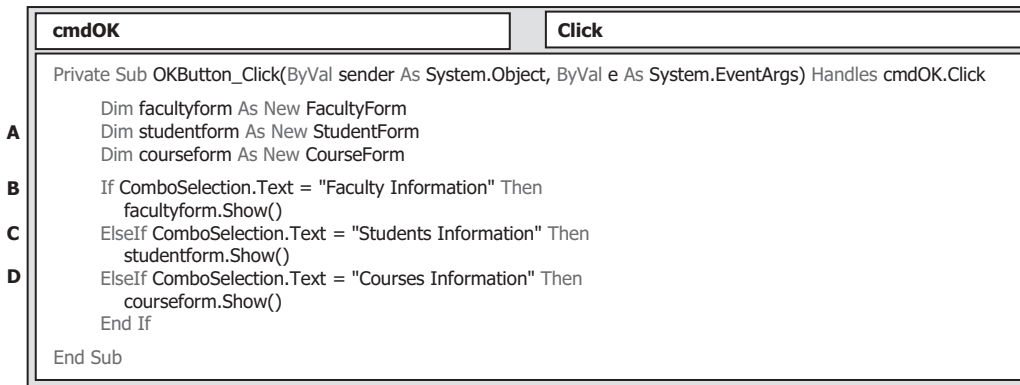 cmdOK Click
Private Sub OKButton_Click(ByVal sender As System.Object, ByVal e As System.EventArgs) Handles cmdOK.Click
Dim facultyform As New FacultyForm
A Dim studentform As New StudentForm
Dim courseform As New CourseForm
B If ComboSelection.Text = "Faculty Information" Then
facultyform.Show()
C ElseIf ComboSelection.Text = "Students Information" Then
studentform.Show()
D ElseIf ComboSelection.Text = "Courses Information" Then
courseform.Show()
End If
End Sub